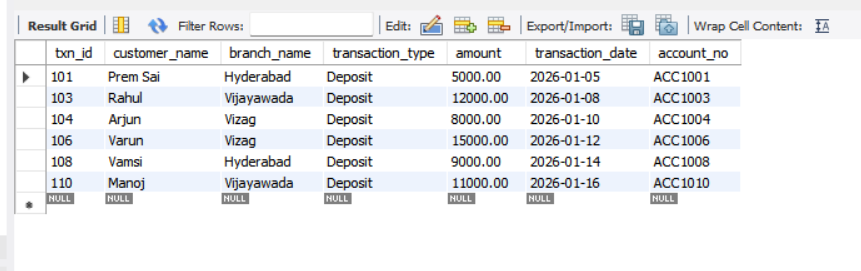 Result Grid Filter Rows: Edit: Export/Import: Wrap Cell Content: IA
txn_id customer_name branch_name transaction_type amount transaction_date account_no
101 Prem Sai Hyderabad Deposit 5000.00 2026-01-05 ACC1001
103 Rahul Vijayawada Deposit 12000.00 2026-01-08 ACC1003
104 Arjun Vizag Deposit 8000.00 2026-01-10 ACC1004
106 Varun Vizag Deposit 15000.00 2026-01-12 ACC1006
108 Vamsi Hyderabad Deposit 9000.00 2026-01-14 ACC1008
110 Manoj Vijayawada Deposit 11000.00 2026-01-16 ACC1010
NULL NULL NULL NULL NULL NULL NULL